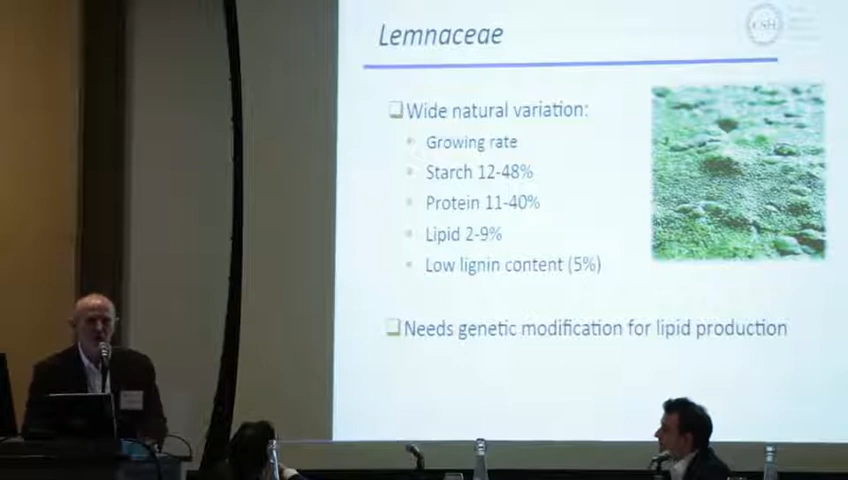 Lemnaceae
CSH
Wide natural variation:
Growing rate
Starch 12-48%
Protein 11-40%
Lipid 2-9%
Low lignin content (5%)
Needs genetic modification for lipid production